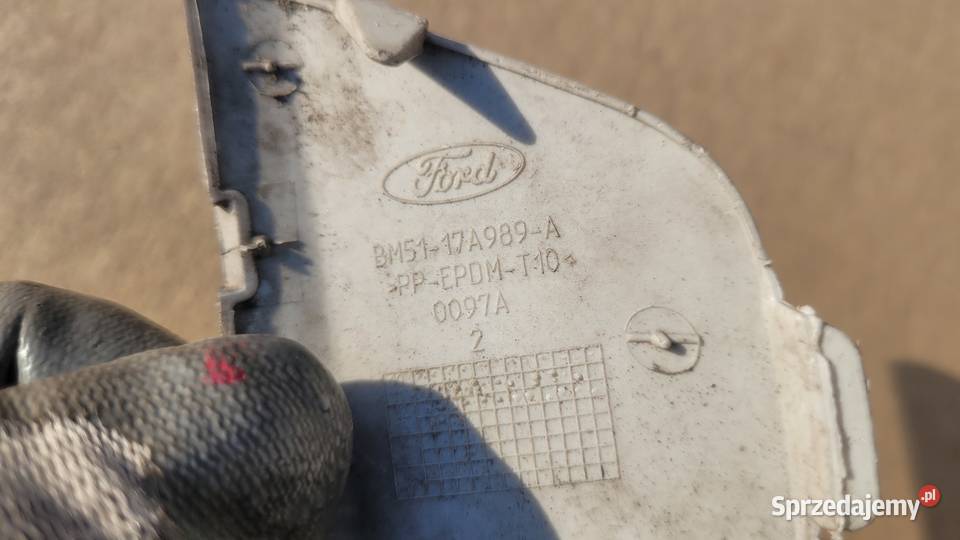 Ford
BM51-17A989-A
>PP-EPDM-T10<
0097A
2
Sprzedajemy.pl